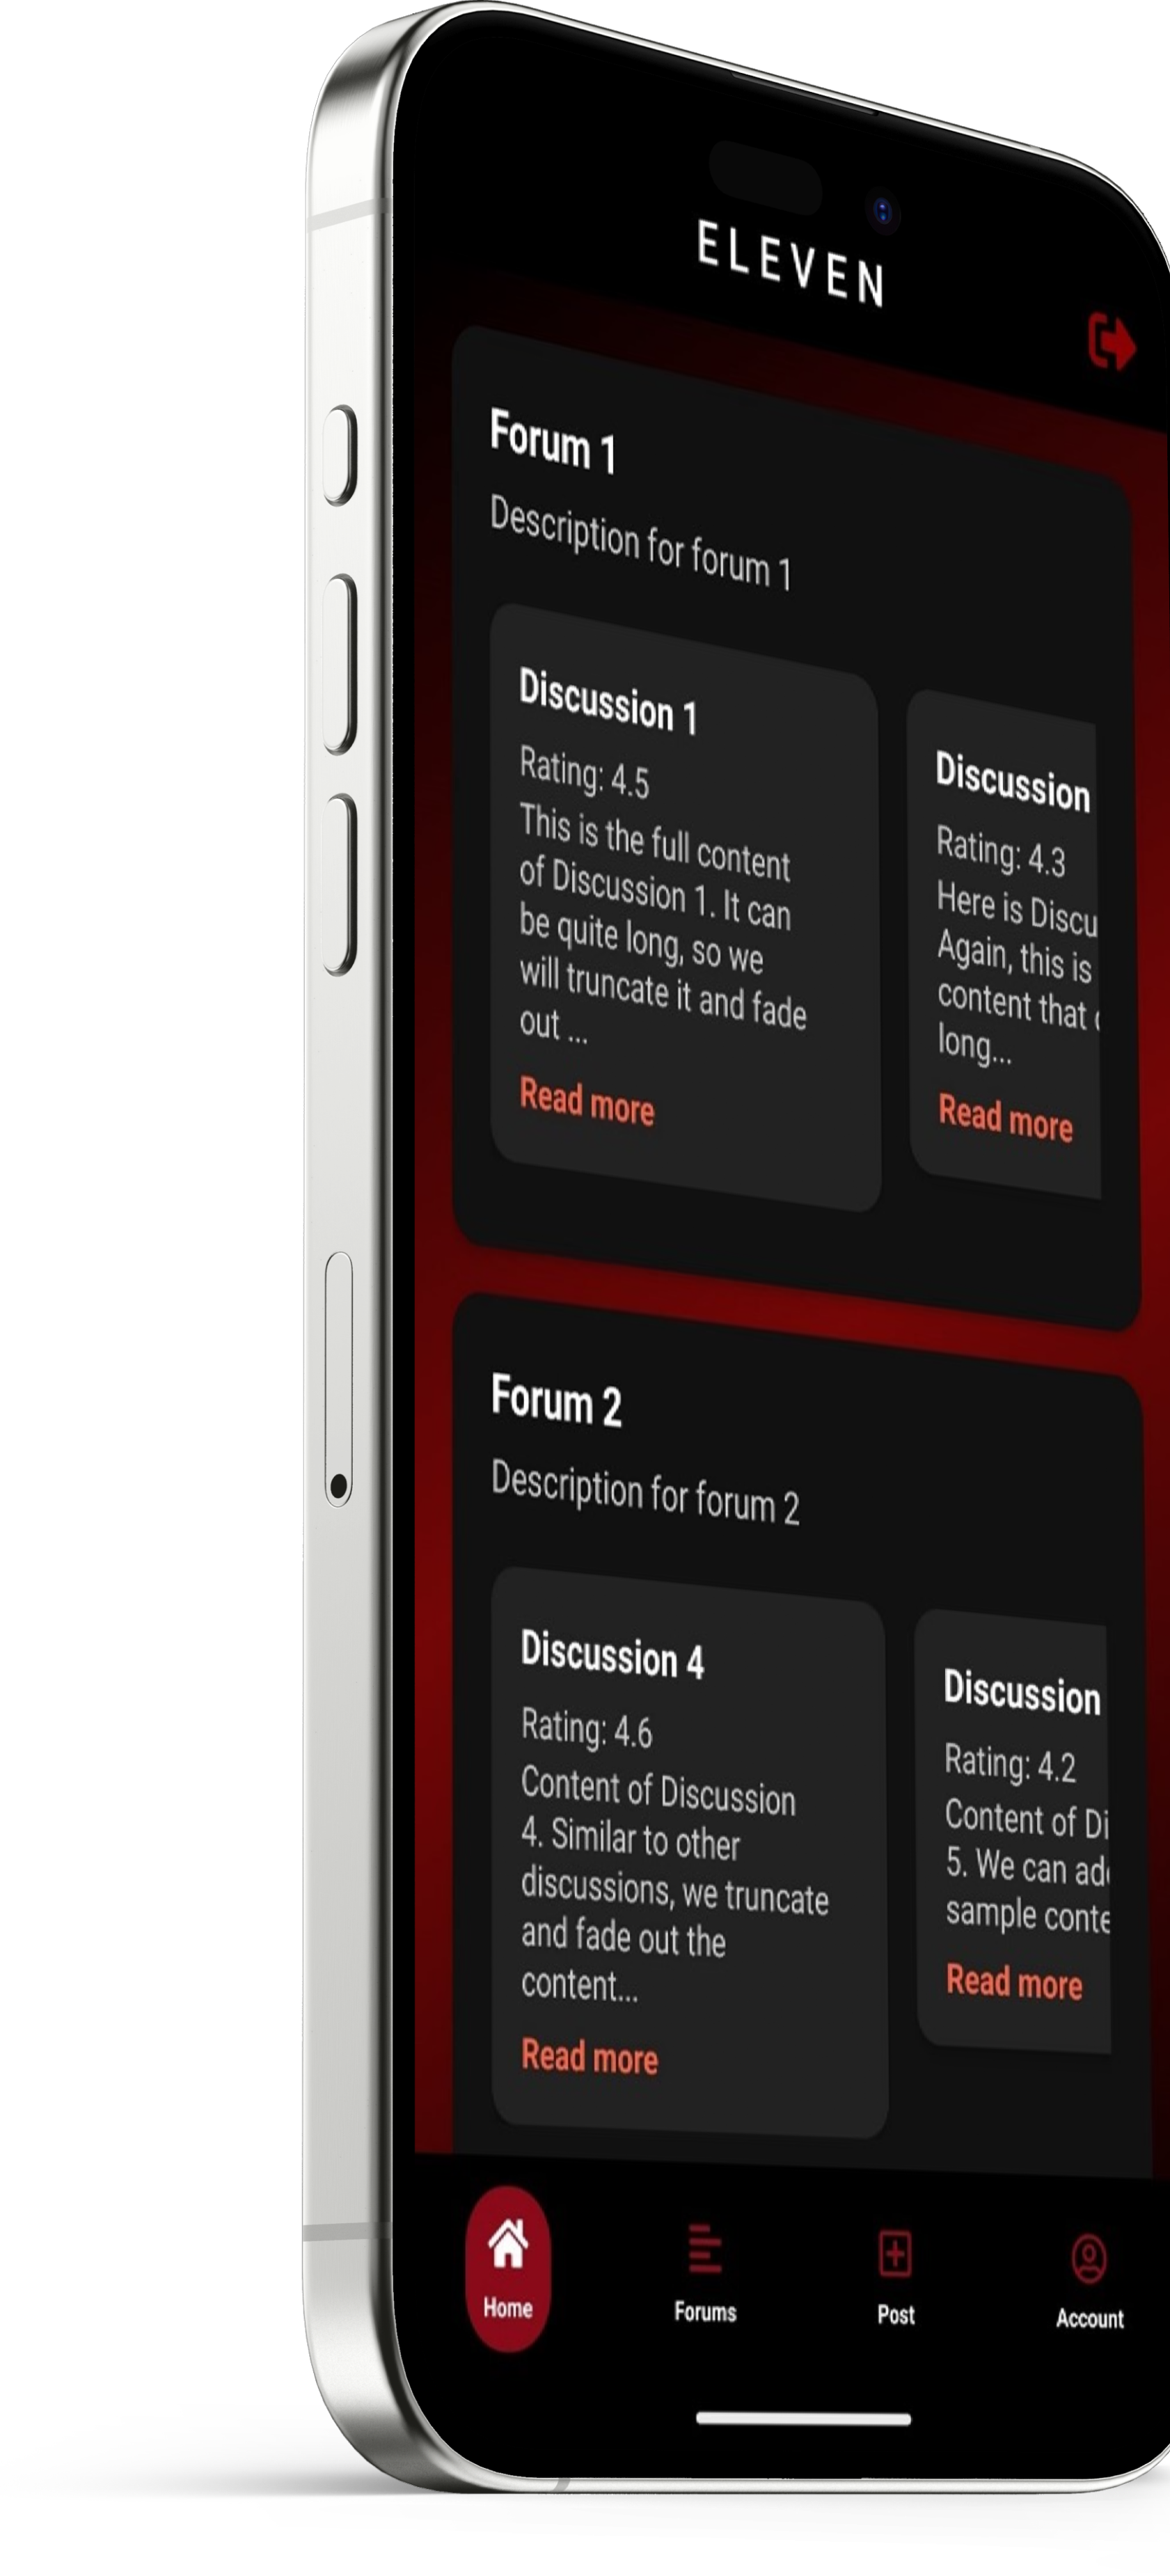 ELEVEN
Forum 1
Description for forum 1
Discussion 1
Rating: 4.5
This is the full content
of Discussion 1. It can
be quite long, so we
will truncate it and fade
out ...
Read more
Discussion
Rating: 4.3
Here is Discu
Again, this is
content that
long...
Read more
Forum 2
Description for forum 2
Discussion 4
Rating: 4.6
Content of Discussion
4. Similar to other
discussions, we truncate
and fade out the
content...
Read more
Discussion
Rating: 4.2
Content of Di
5. We can ad
sample conte
Read more
Home
Forums
Post
Account